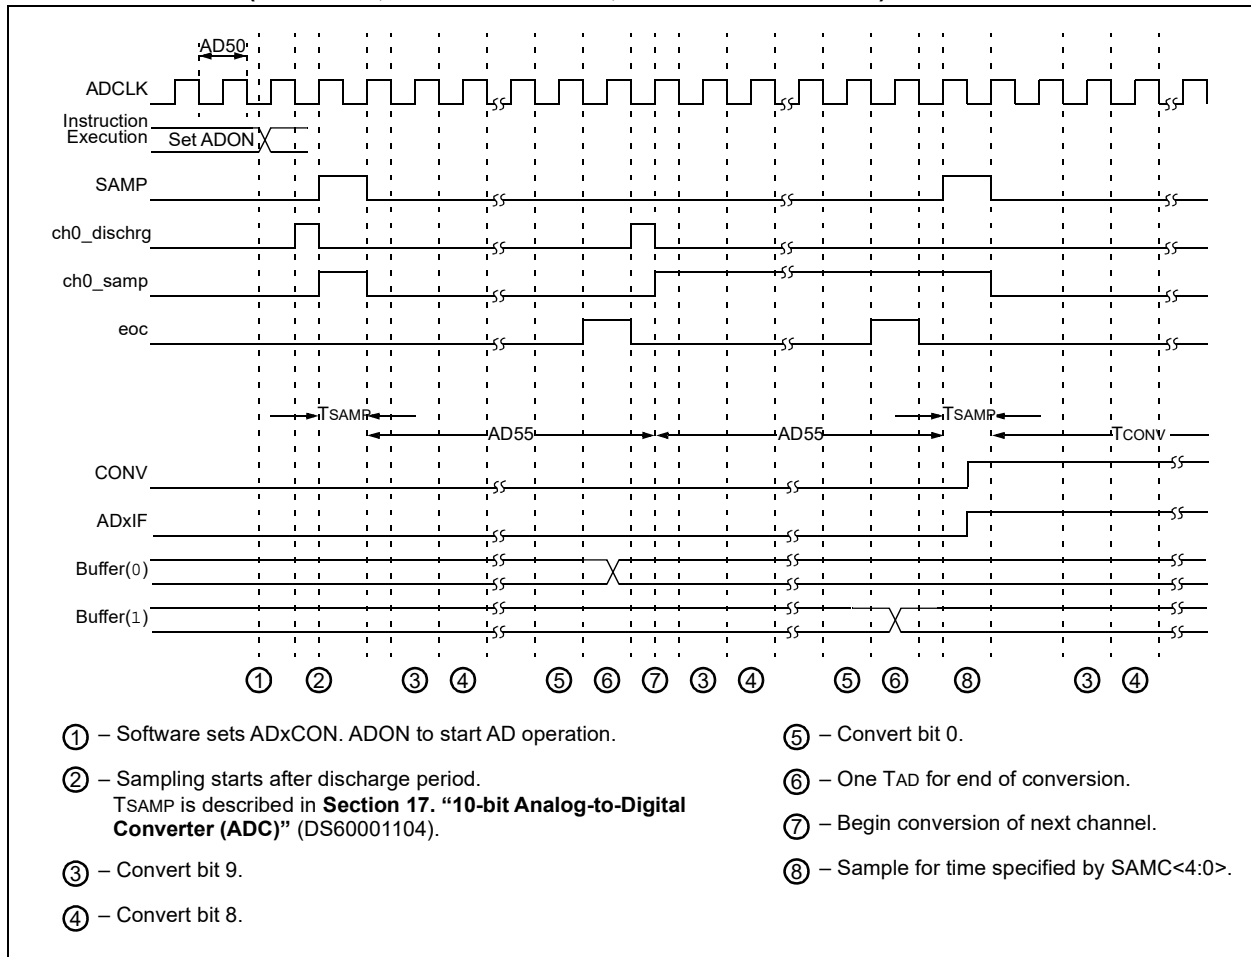 AD50
ADCLK
Instruction
Execution
Set ADON
SAMP
ch0_dischrg
ch0_samp
eoc
TSAMP
TSAMP
AD55
AD55
TCONV
CONV
ADxIF
Buffer(0)
Buffer(1)
1 2 3 4 5 6 7 3 4 5 6 8 3 4
1 – Software sets ADxCON. ADON to start AD operation.
2 – Sampling starts after discharge period.
TSAMP is described in Section 17. “10-bit Analog-to-Digital
Converter (ADC)” (DS60001104).
3 – Convert bit 9.
4 – Convert bit 8.
5 – Convert bit 0.
6 – One TAD for end of conversion.
7 – Begin conversion of next channel.
8 – Sample for time specified by SAMC<4:0>.